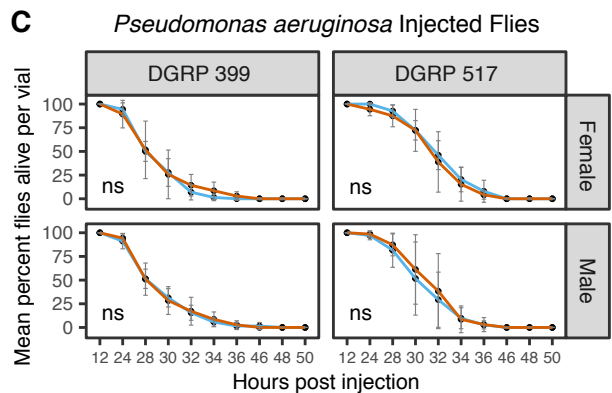 C
Pseudomonas aeruginosa Injected Flies
DGRP 399
DGRP 517
Mean percent flies alive per vial
100
75
50
25
0
ns
ns
Female
100
75
50
25
0
ns
ns
Male
12 24 28 30 32 34 36 46 48 50
12 24 28 30 32 34 36 46 48 50
Hours post injection